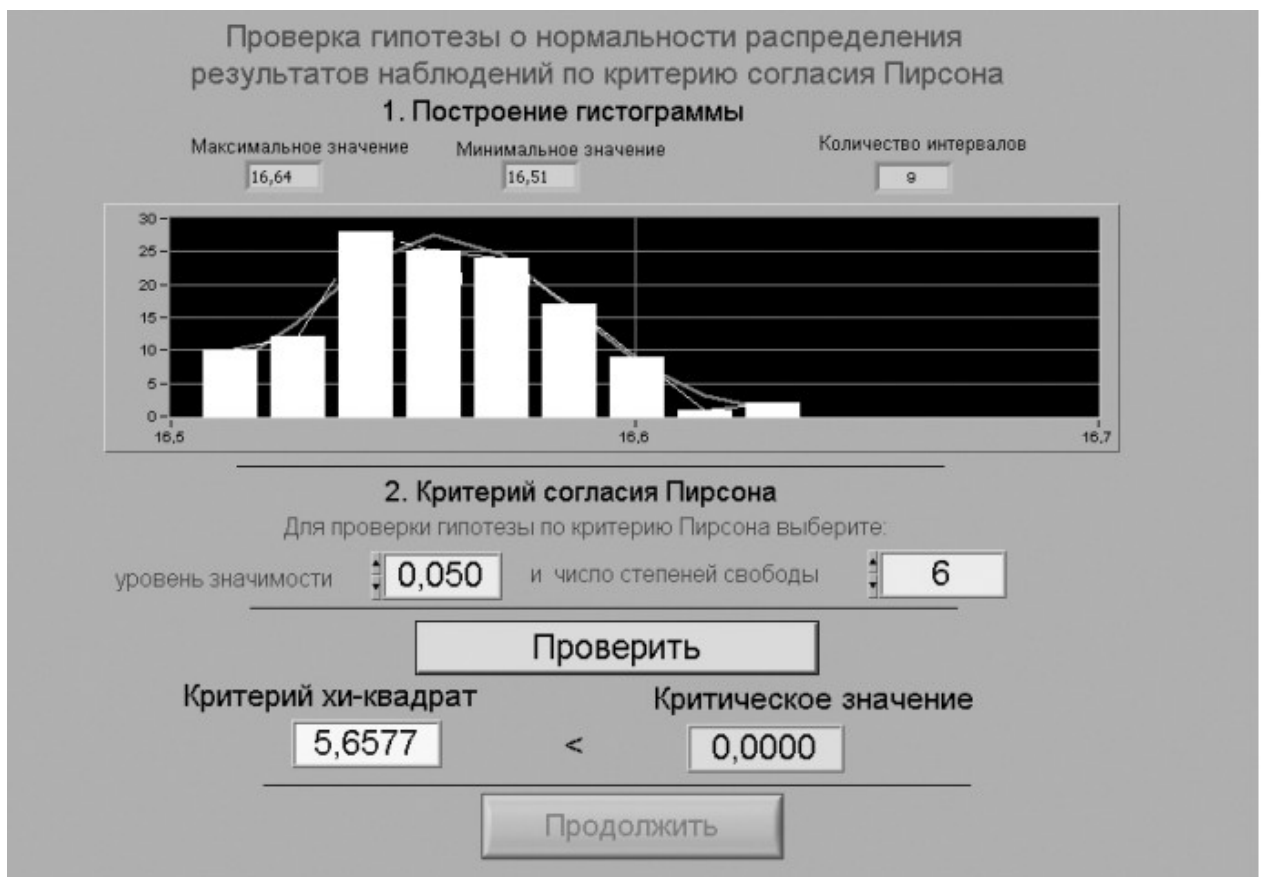 Проверка гипотезы о нормальности распределения
результатов наблюдений по критерию согласия Пирсона
1. Построение гистограммы
Максимальное значение Минимальное значение Количество интервалов
16,64 16,51 9
30
25
20
15
10
5
0
16,5 16,6 16,7
2. Критерий согласия Пирсона
Для проверки гипотезы по критерию Пирсона выберите:
уровень значимости 0,050 и число степеней свободы 6
Проверить
Критерий хи-квадрат Критическое значение
5,6577 < 0,0000
Продолжить